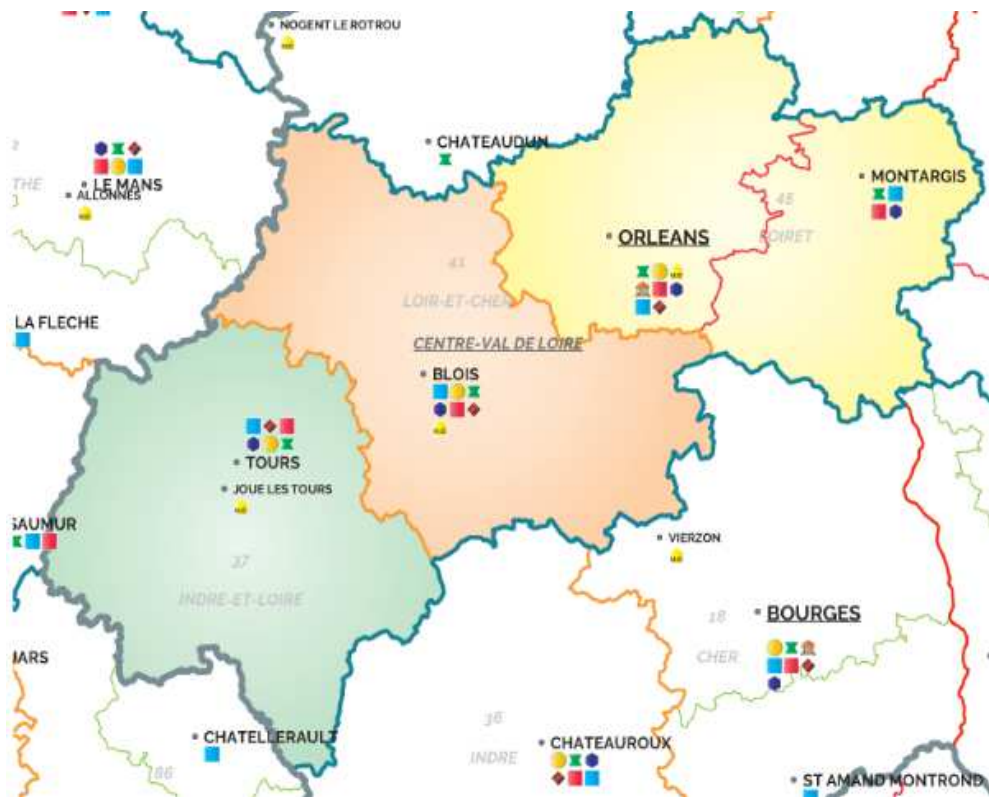 NOGENT LE ROTROU
CHATEAUDUN
LE MANS
ALLONNES
THE
MONTARGIS
45
LOIRET
ORLEANS
41
LOIR-ET-CHER
LA FLECHE
CENTRE-VAL DE LOIRE
BLOIS
TOURS
JOUE LES TOURS
SAUMUR
VIERZON
37
INDRE-ET-LOIRE
18
CHER
BOURGES
MARS
36
INDRE
CHATELLERAULT
CHATEAUROUX
86
ST AMAND MONTROND